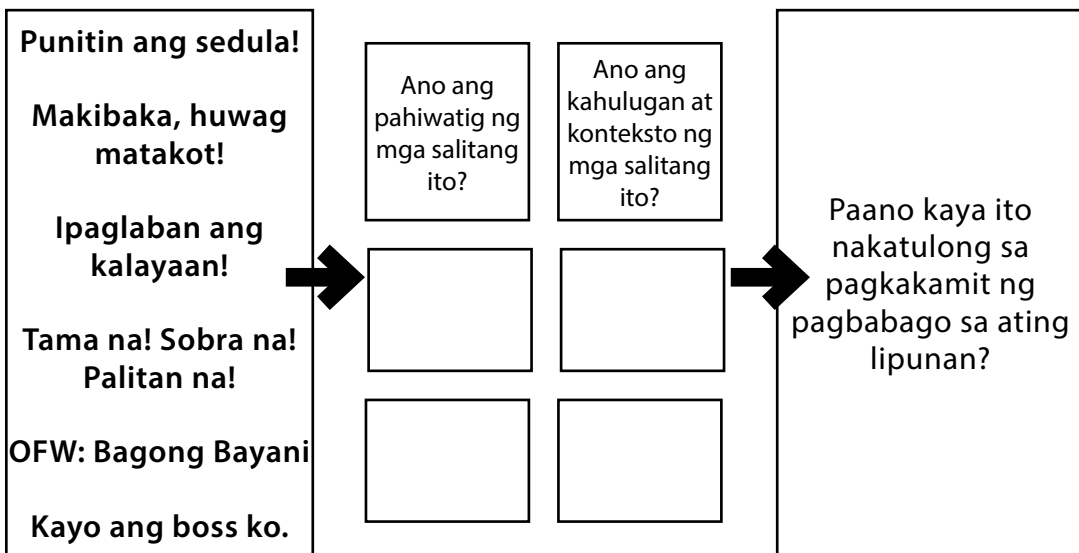 Punitin ang sedula!
Makibaka, huwag
matakot!
Ipaglaban ang
kalayaan!
Tama na! Sobra na!
Palitan na!
OFW: Bagong Bayani
Kayo ang boss ko.
Ano ang
pahiwatig ng
mga salitang
ito?
Ano ang
kahulugan at
konteksto ng
mga salitang
ito?
Paano kaya ito
nakatulong sa
pagkakamit ng
pagbabago sa ating
lipunan?